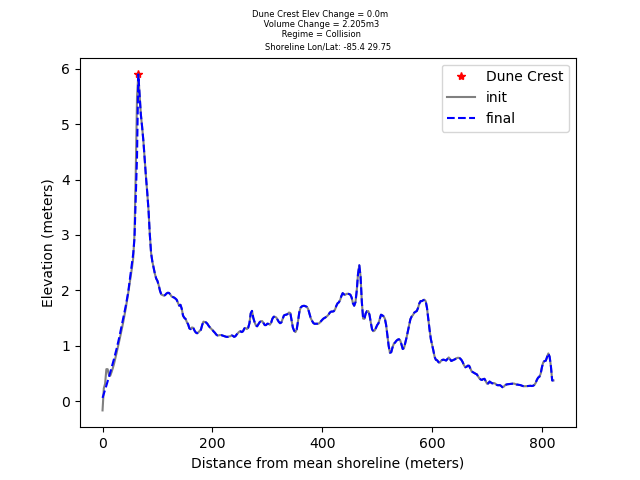 Dune Crest Elev Change = 0.0m
Volume Change = 2.205m3
Regime = Collision
Shoreline Lon/Lat: -85.4 29.75
Dune Crest
init
final
6
5
4
3
2
1
0
Elevation (meters)
0 200 400 600 800
Distance from mean shoreline (meters)